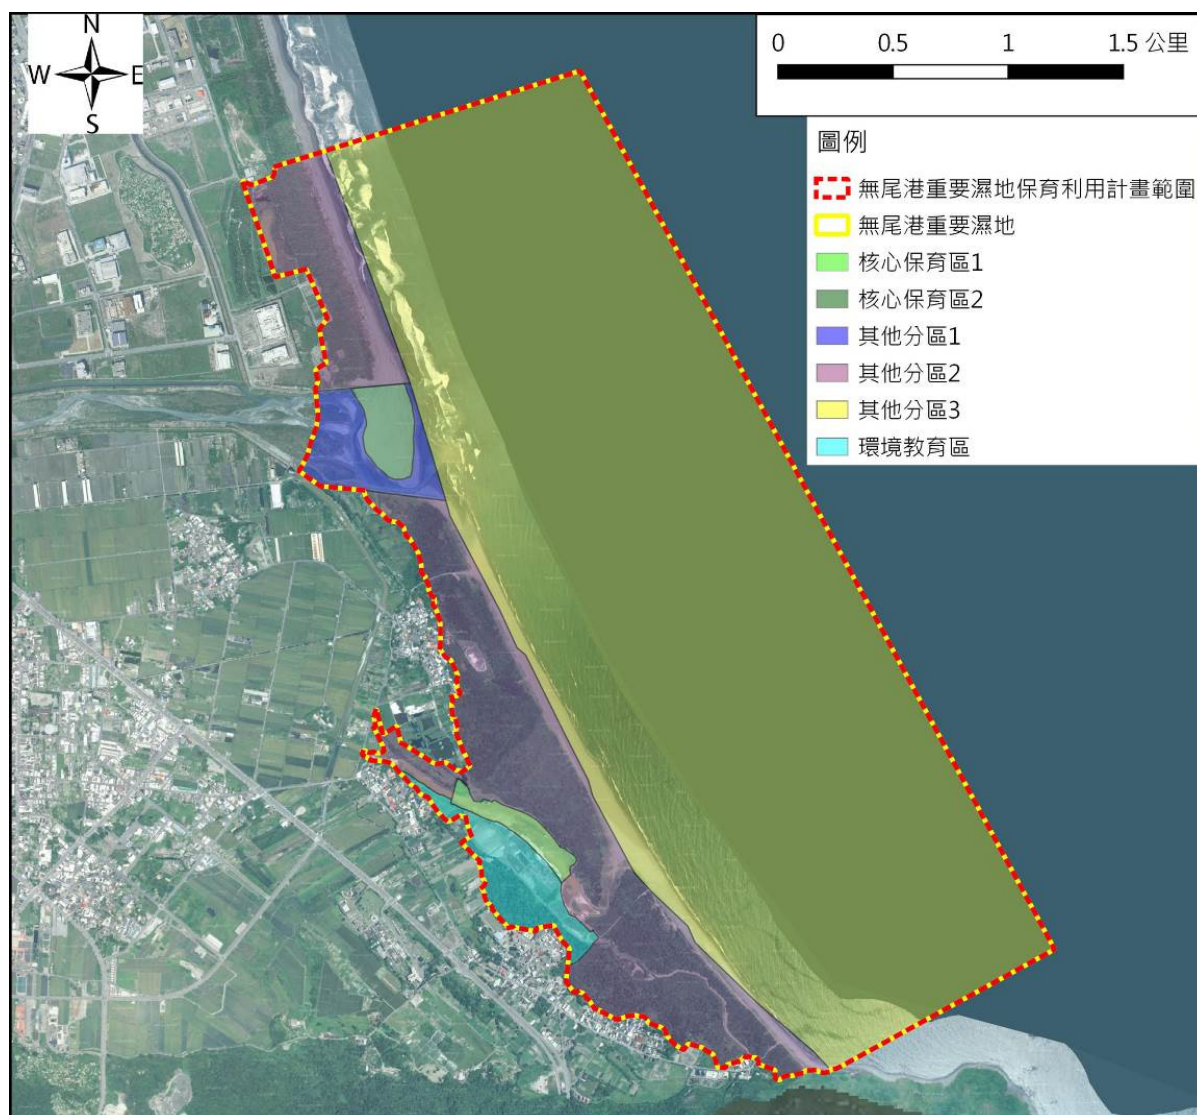 N
W E
S
0 0.5 1 1.5 公里
圖例
無尾港重要濕地保育利用計畫範圍
無尾港重要濕地
核心保育區1
核心保育區2
其他分區1
其他分區2
其他分區3
環境教育區